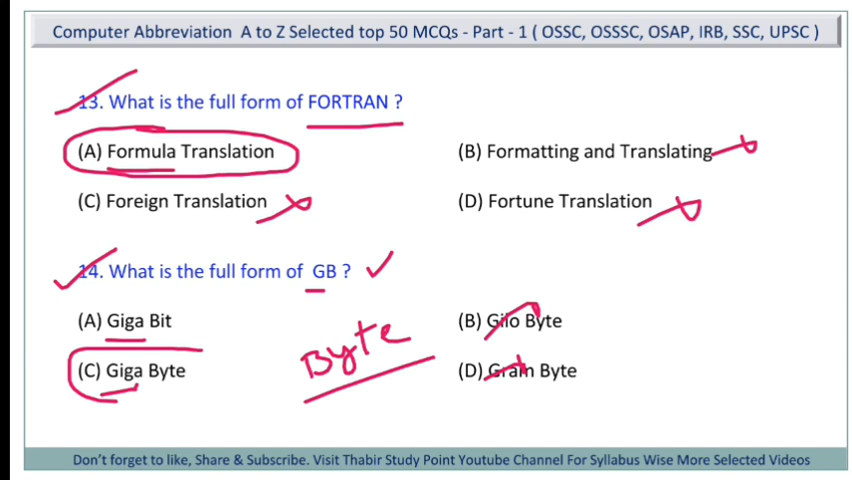 Computer Abbreviation A to Z Selected top 50 MCQs - Part - 1 ( OSSC, OSSSC, OSAP, IRB, SSC, UPSC )
13. What is the full form of FORTRAN ?
(A) Formula Translation
(B) Formatting and Translating
(C) Foreign Translation
(D) Fortune Translation
14. What is the full form of GB ?
(A) Giga Bit
(B) Gilo Byte
Byte
(C) Giga Byte
(D) Gram Byte
Don't forget to like, Share & Subscribe. Visit Thabir Study Point Youtube Channel For Syllabus Wise More Selected Videos